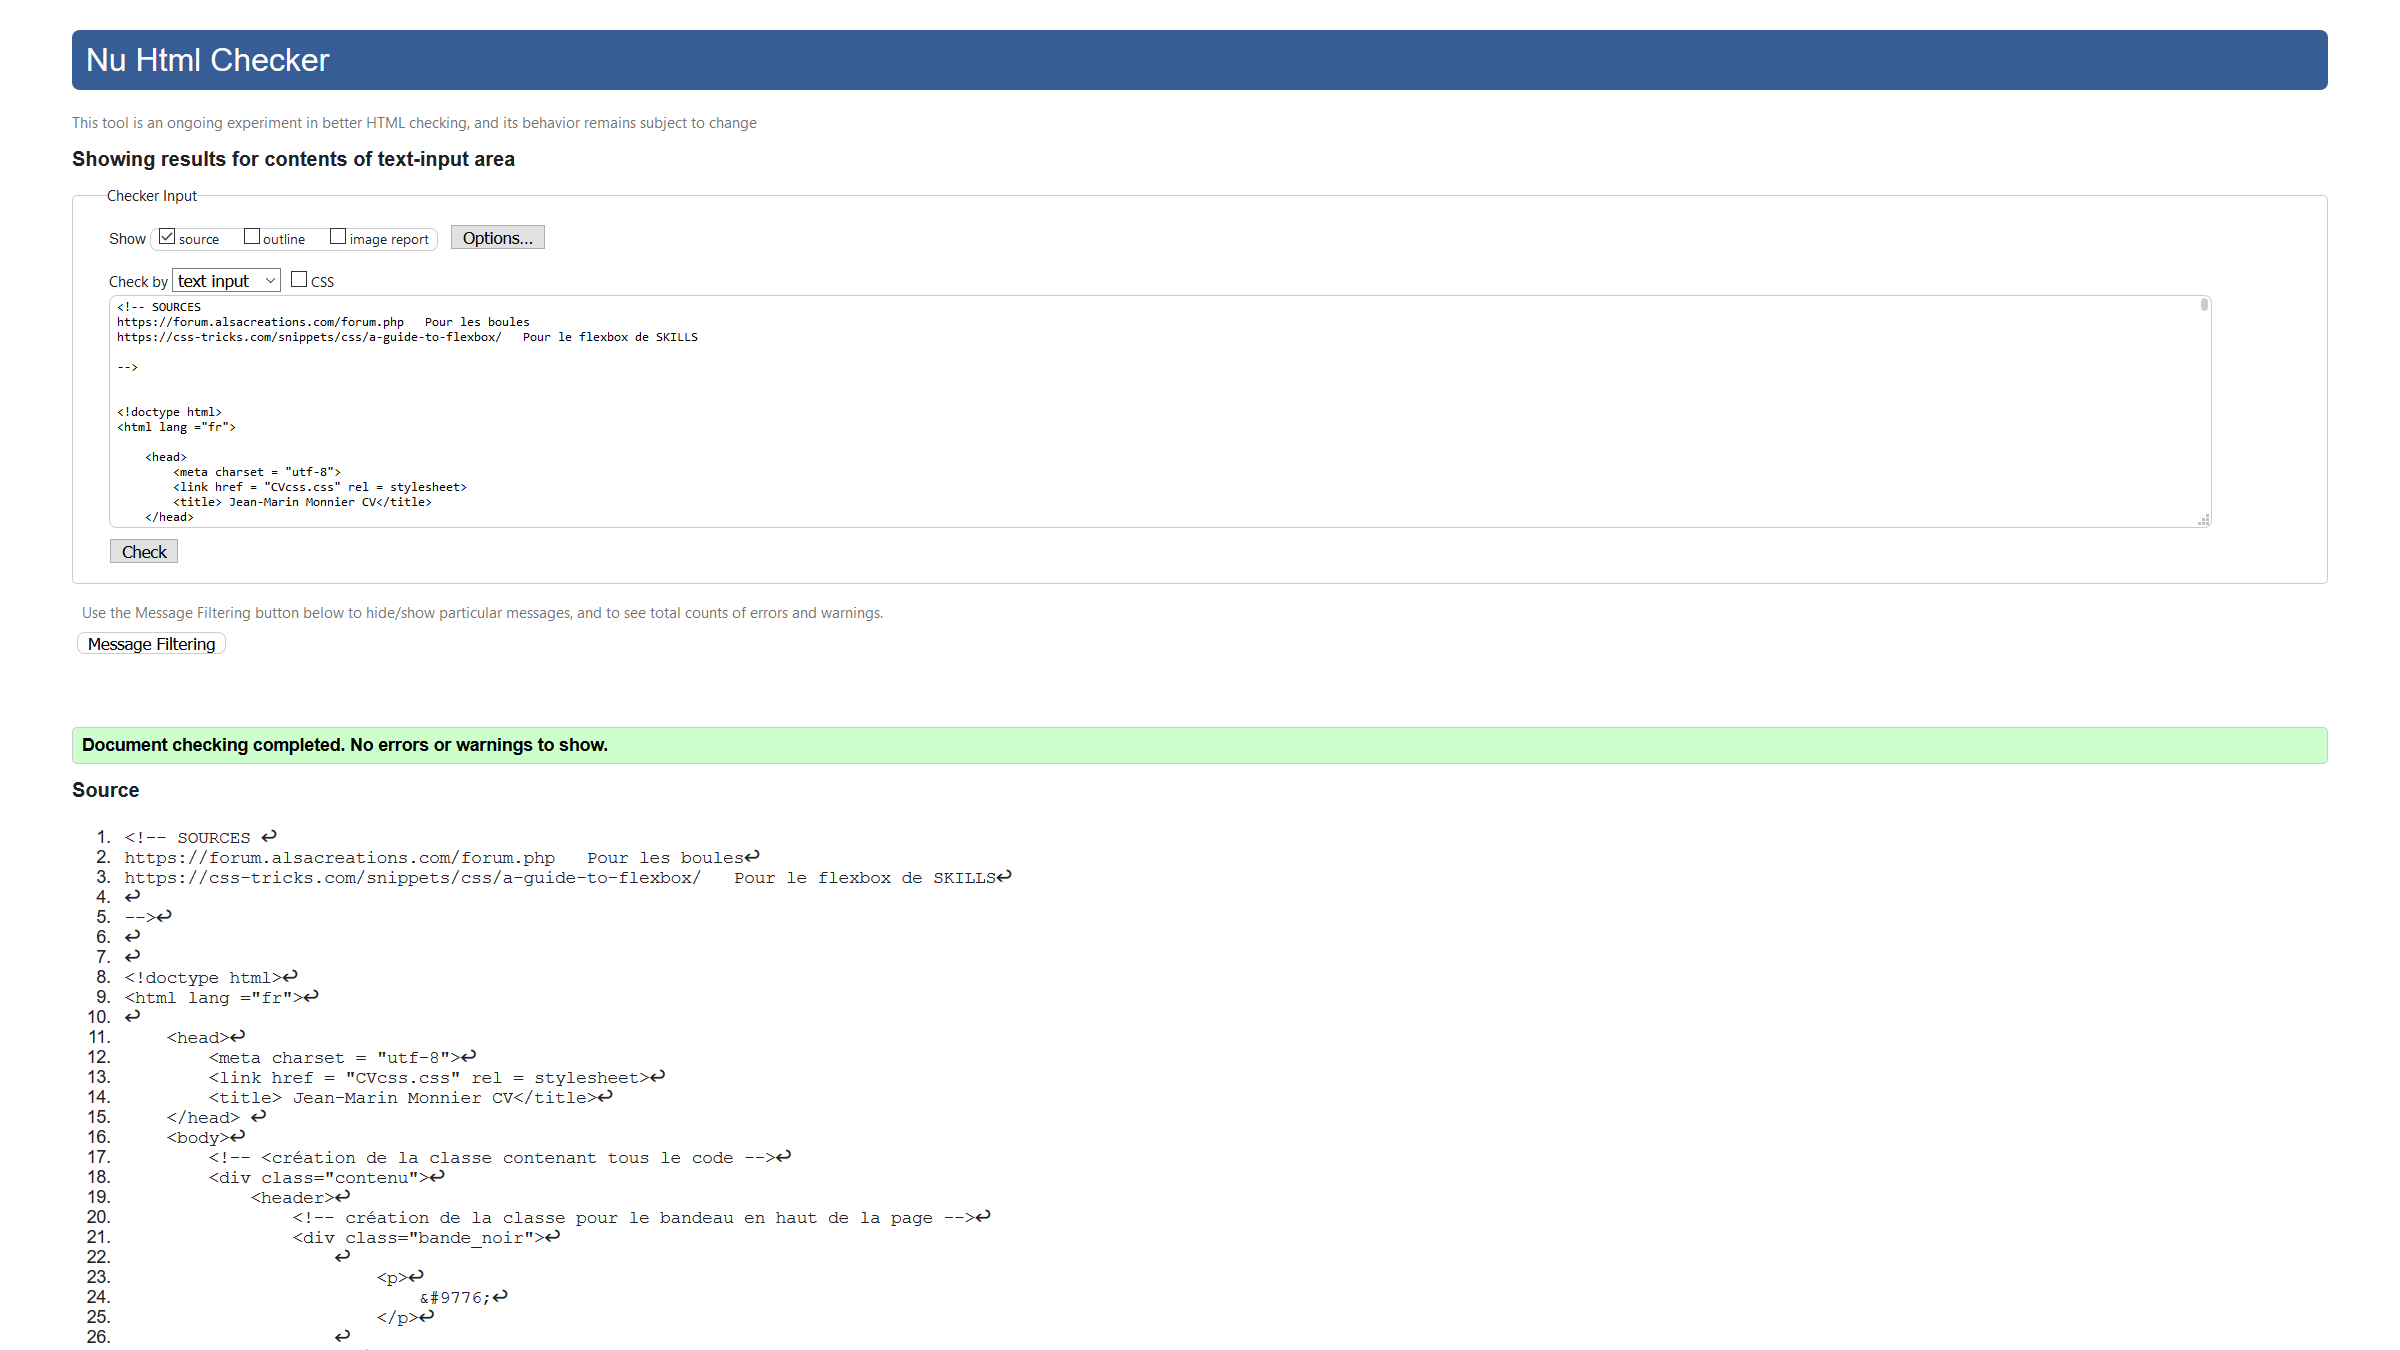 Nu Html Checker
This tool is an ongoing experiment in better HTML checking, and its behavior remains subject to change
Showing results for contents of text-input area
Checker Input
Show source outline image report Options...
Check by text input CSS
<!-- SOURCES
https://forum.alsacreations.com/forum.php   Pour les boules
https://css-tricks.com/snippets/css/a-guide-to-flexbox/   Pour le flexbox de SKILLS
-->
<!doctype html>
<html lang ="fr">
<head>
<meta charset = "utf-8">
<link href = "CVcss.css" rel = stylesheet>
<title> Jean-Marin Monnier CV</title>
</head>
Check
Use the Message Filtering button below to hide/show particular messages, and to see total counts of errors and warnings.
Message Filtering
Document checking completed. No errors or warnings to show.
Source
1. <!-- SOURCES ↩
2. https://forum.alsacreations.com/forum.php   Pour les boules↩
3. https://css-tricks.com/snippets/css/a-guide-to-flexbox/   Pour le flexbox de SKILLS↩
4. ↩
5. -->↩
6. ↩
7. ↩
8. <!doctype html>↩
9. <html lang ="fr">↩
10. ↩
11. <head>↩
12. <meta charset = "utf-8">↩
13. <link href = "CVcss.css" rel = stylesheet>↩
14. <title> Jean-Marin Monnier CV</title>↩
15. </head> ↩
16. <body>↩
17. <!-- <création de la classe contenant tous le code -->↩
18. <div class="contenu">↩
19. <header>↩
20. <!-- création de la classe pour le bandeau en haut de la page -->↩
21. <div class="bande_noir">↩
22. ↩
23. <p>↩
24. &#9776;↩
25. </p>↩
26. ↩